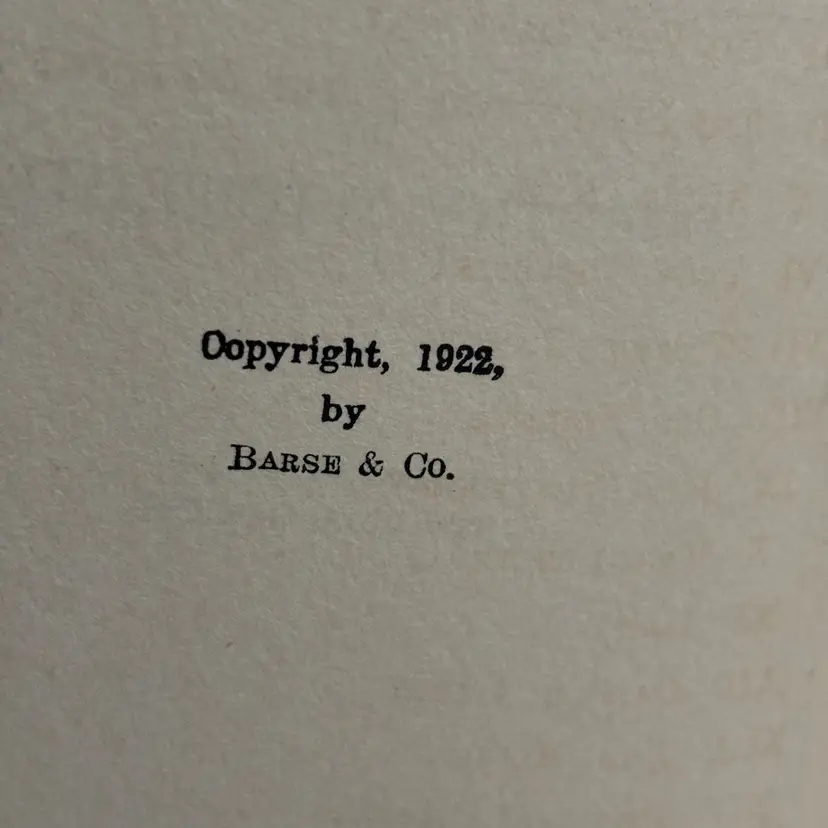 Copyright, 1922,
by
BARSE & CO.